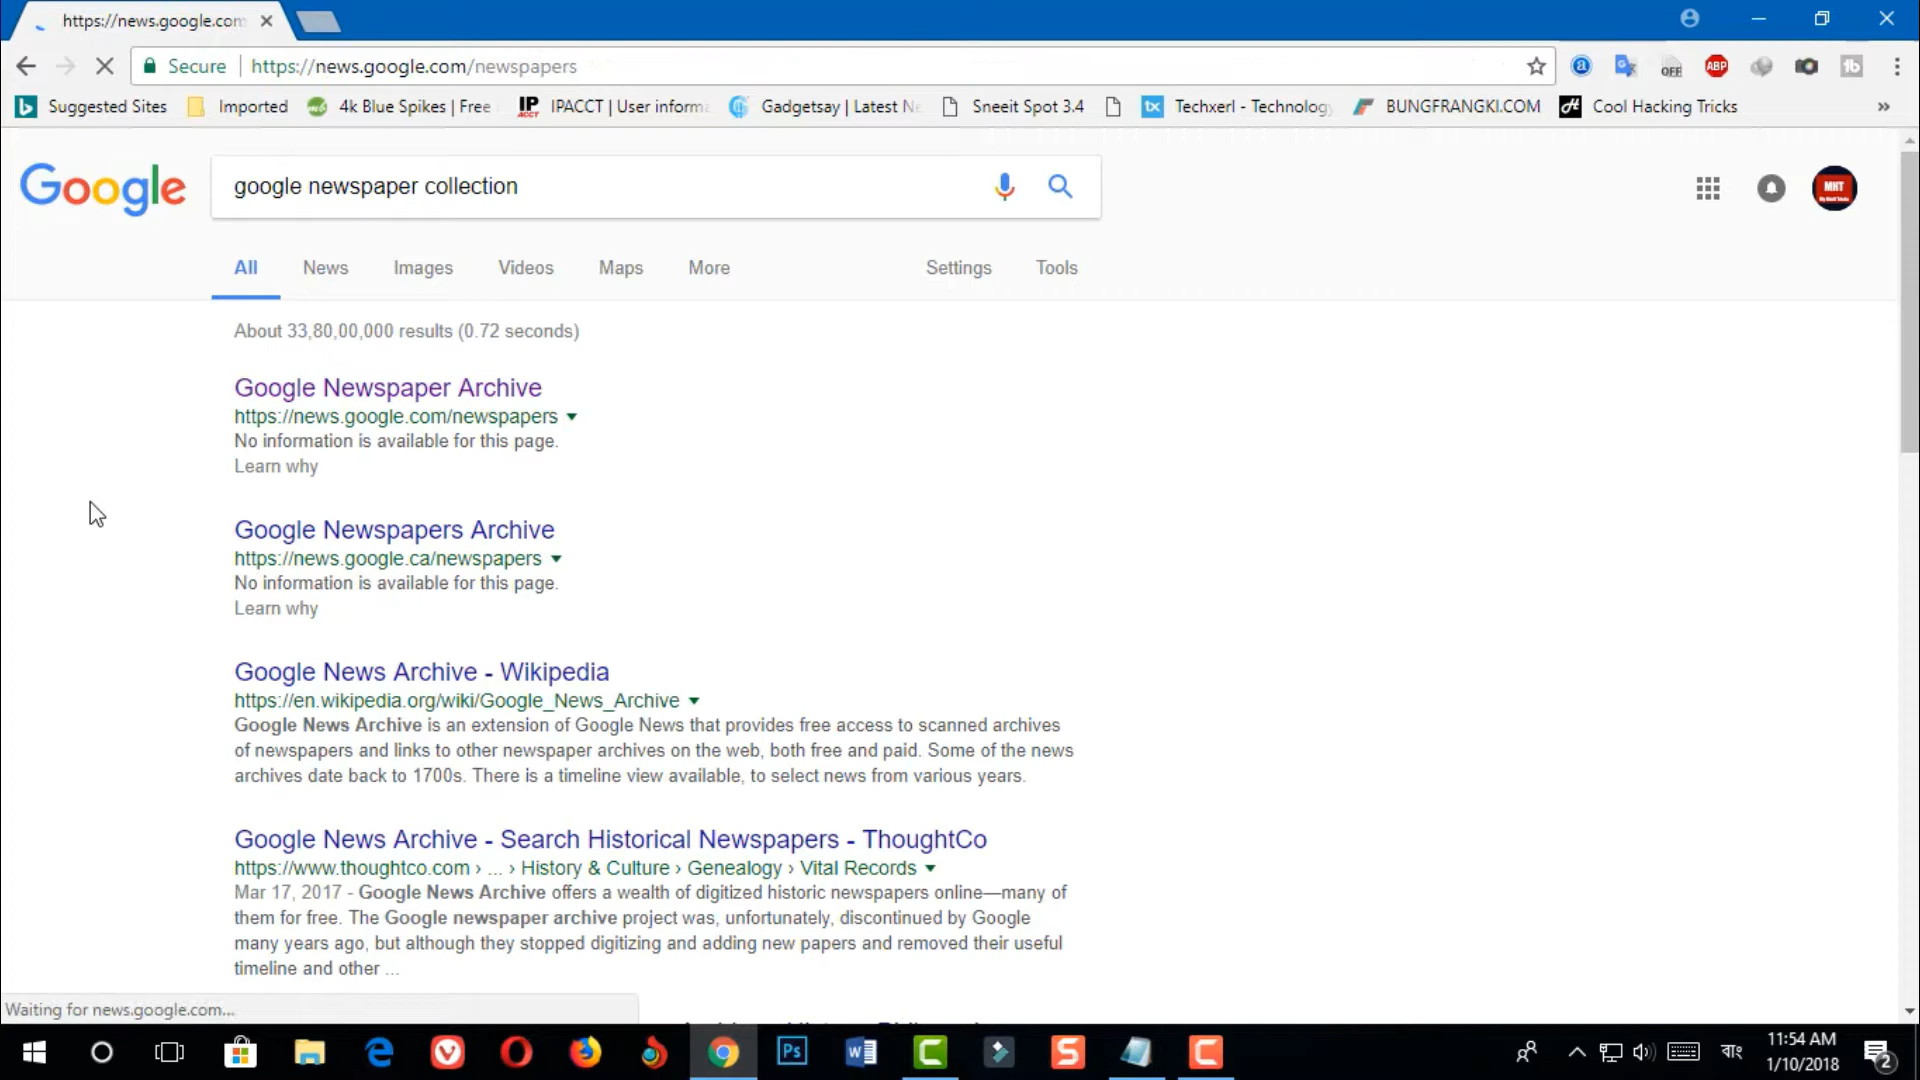 https://news.google.com
Secure
https://news.google.com/newspapers
OFF
ABP
Suggested Sites
Imported
4k Blue Spikes | Free
IP
ACCT
IPACCT | User inform
Gadgetsay | Latest Ne
Sneeit Spot 3.4
tx
Techxerl - Technology
BUNGFRANGKI.COM
Cool Hacking Tricks
»
Google
google newspaper collection
MHT
All
News
Images
Videos
Maps
More
Settings
Tools
About 33,80,00,000 results (0.72 seconds)
Google Newspaper Archive
https://news.google.com/newspapers
No information is available for this page.
Learn why
Google Newspapers Archive
https://news.google.ca/newspapers
No information is available for this page.
Learn why
Google News Archive - Wikipedia
https://en.wikipedia.org/wiki/Google_News_Archive
Google News Archive is an extension of Google News that provides free access to scanned archives
of newspapers and links to other newspaper archives on the web, both free and paid. Some of the news
archives date back to 1700s. There is a timeline view available, to select news from various years.
Google News Archive - Search Historical Newspapers - ThoughtCo
https://www.thoughtco.com › ... › History & Culture › Genealogy › Vital Records
Mar 17, 2017 - Google News Archive offers a wealth of digitized historic newspapers online—many of
them for free. The Google newspaper archive project was, unfortunately, discontinued by Google
many years ago, but although they stopped digitizing and adding new papers and removed their useful
timeline and other ...
Waiting for news.google.com...
Ps
বাং
11:54 AM
1/10/2018
2